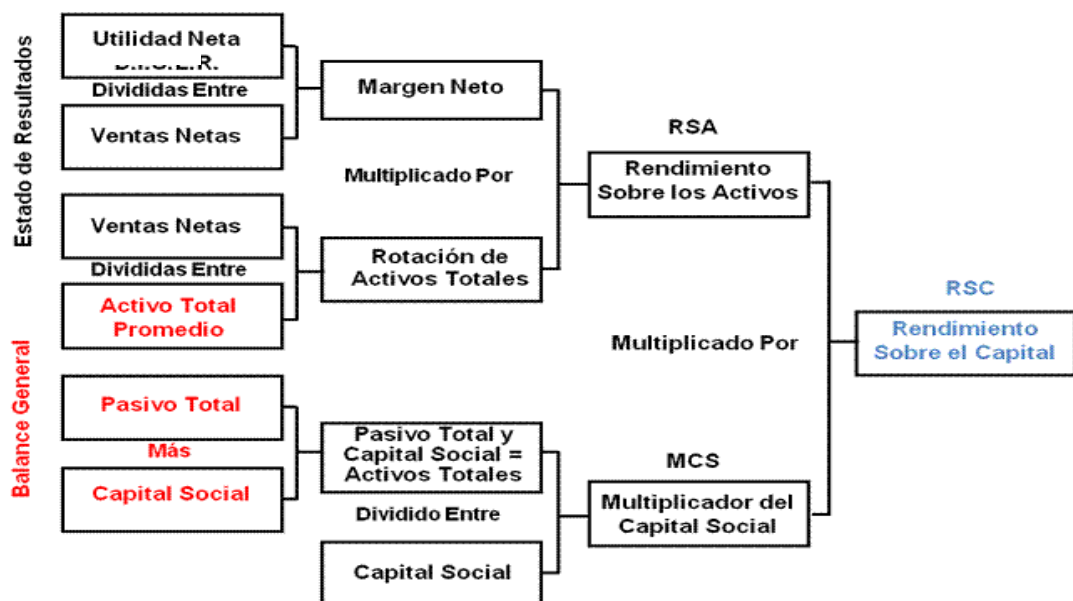 Estado de Resultados
Utilidad Neta
Divididas Entre
Ventas Netas
Margen Neto
Multiplicado Por
Ventas Netas
Divididas Entre
Activo Total
Promedio
Rotación de
Activos Totales
RSA
Rendimiento
Sobre los Activos
Balance General
Pasivo Total
Más
Capital Social
Pasivo Total y
Capital Social =
Activos Totales
Dividido Entre
Capital Social
MCS
Multiplicador del
Capital Social
Multiplicado Por
RSC
Rendimiento
Sobre el Capital